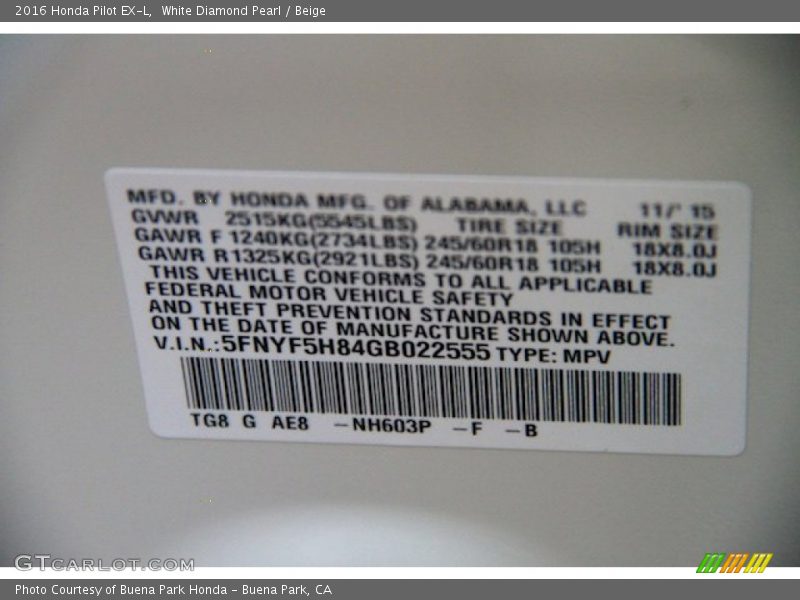 2016 Honda Pilot EX-L, White Diamond Pearl / Beige
MFD. BY HONDA MFG. OF ALABAMA, LLC 11/ 15
GVWR 2515KG(5545LBS) TIRE SIZE RIM SIZE
GAWR F 1240KG(2734LBS) 245/60R18 105H 18X8.0J
GAWR R 1325KG(2921LBS) 245/60R18 105H 18X8.0J
THIS VEHICLE CONFORMS TO ALL APPLICABLE
FEDERAL MOTOR VEHICLE SAFETY
AND THEFT PREVENTION STANDARDS IN EFFECT
ON THE DATE OF MANUFACTURE SHOWN ABOVE.
V.I.N.:5FNYF5H84GB022555 TYPE: MPV
TG8 G AE8 -NH603P -F -B
GTCARLOT.COM
Photo Courtesy of Buena Park Honda - Buena Park, CA